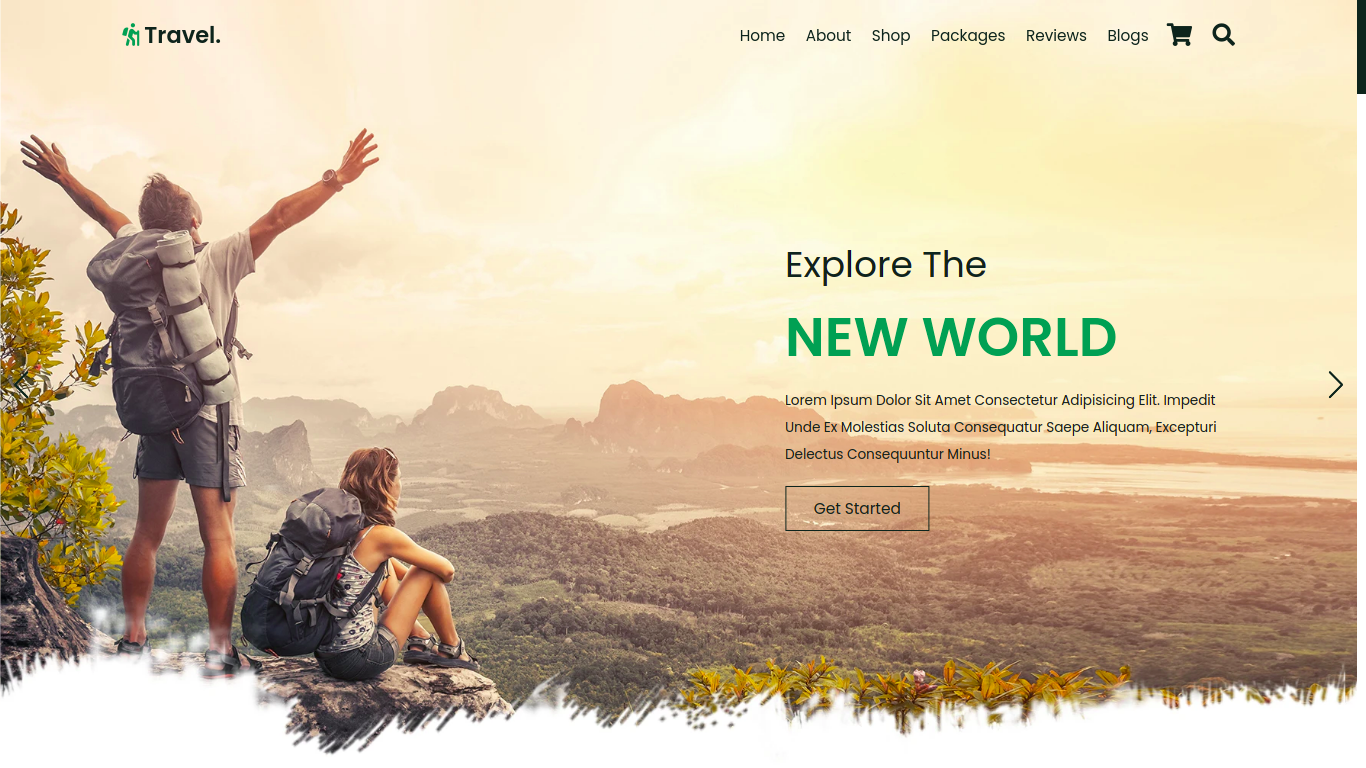 Travel.
Home About Shop Packages Reviews Blogs
Explore The
NEW WORLD
Lorem Ipsum Dolor Sit Amet Consectetur Adipisicing Elit. Impedit
Unde Ex Molestias Soluta Consequatur Saepe Aliquam, Excepturi
Delectus Consequuntur Minus!
Get Started